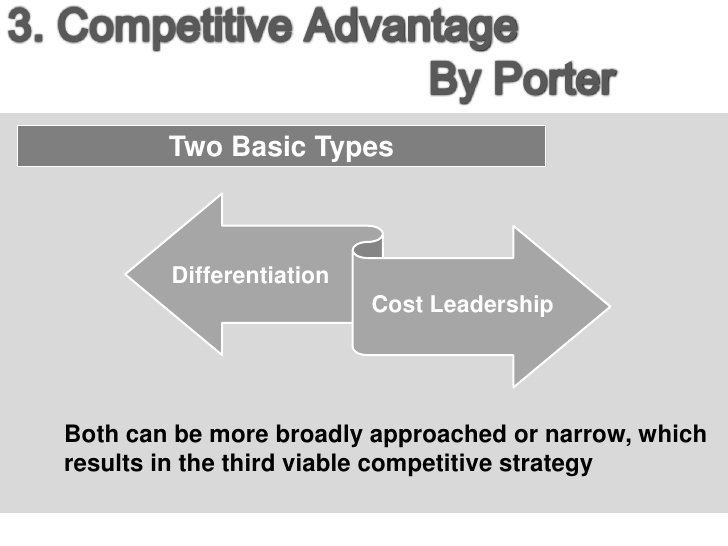 3. Competitive Advantage
By Porter
Two Basic Types
Differentiation
Cost Leadership
Both can be more broadly approached or narrow, which
results in the third viable competitive strategy